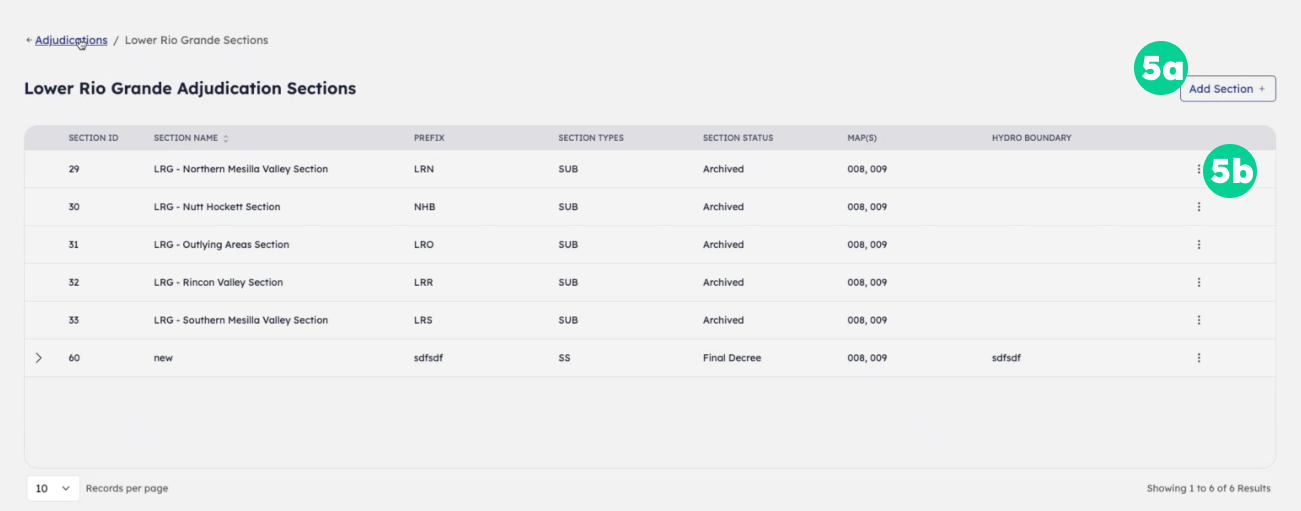 ← Adjudications / Lower Rio Grande Sections
5a
Lower Rio Grande Adjudication Sections
Add Section +
SECTION ID SECTION NAME PREFIX SECTION TYPES SECTION STATUS MAP(S) HYDRO BOUNDARY
29 LRG - Northern Mesilla Valley Section LRN SUB Archived 008, 009
5b
30 LRG - Nutt Hockett Section NHB SUB Archived 008, 009
31 LRG - Outlying Areas Section LRO SUB Archived 008, 009
32 LRG - Rincon Valley Section LRR SUB Archived 008, 009
33 LRG - Southern Mesilla Valley Section LRS SUB Archived 008, 009
60 new sdfsdf SS Final Decree 008, 009 sdfsdf
10 Records per page Showing 1 to 6 of 6 Results